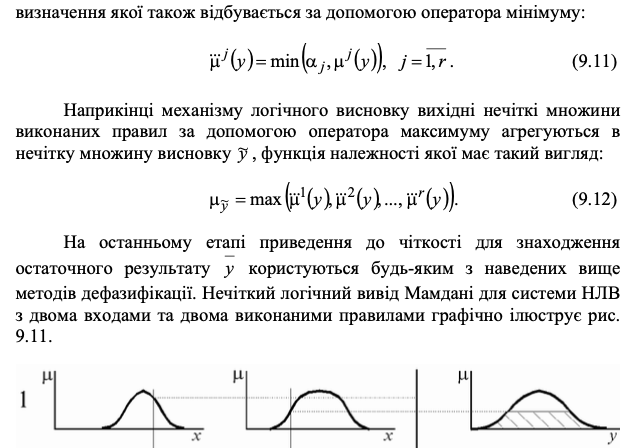 визначення якої також відбувається за допомогою оператора мінімуму:
μ̈ʲ(y) = min(αⱼ, μʲ(y)), j = 1,r̅. (9.11)
Наприкінці механізму логічного висновку вихідні нечіткі множини
виконаних правил за допомогою оператора максимуму агрегуються в
нечітку множину висновку ỹ , функція належності якої має такий вигляд:
μỹ = max(μ̈¹(y), μ̈²(y), ..., μ̈ʳ(y)). (9.12)
На останньому етапі приведення до чіткості для знаходження
остаточного результату y̅ користуються будь-яким з наведених вище
методів дефазифікації. Нечіткий логічний вивід Мамдані для системи НЛВ
з двома входами та двома виконаними правилами графічно ілюструє рис.
9.11.
μ μ μ
1
x x y